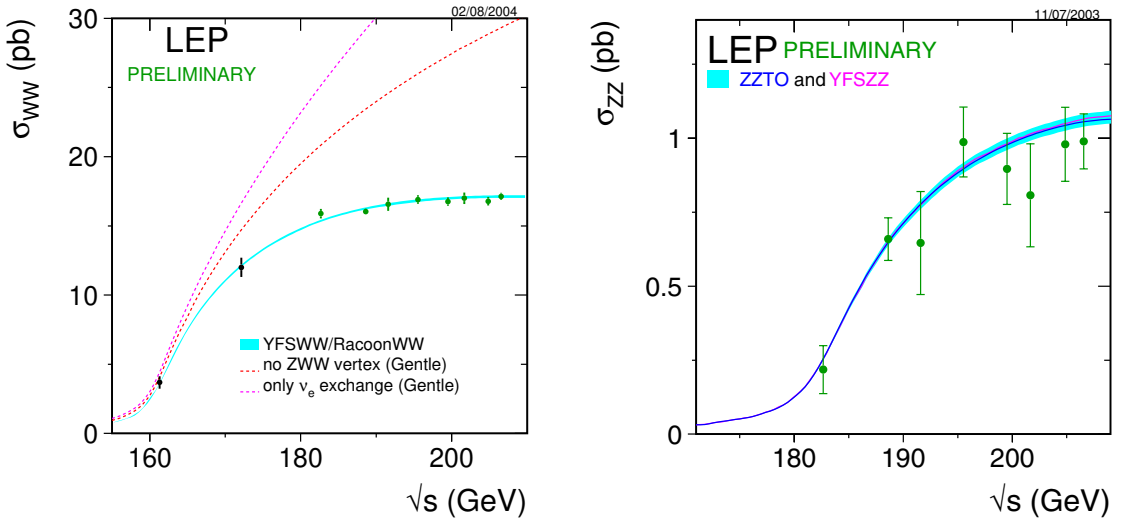 02/08/2004
σWW (pb)
30
20
10
0
LEP
PRELIMINARY
YFSWW/RacoonWW
no ZWW vertex (Gentle)
only νe exchange (Gentle)
160 180 200
√s (GeV)
11/07/2003
σZZ (pb)
1
0.5
0
LEP PRELIMINARY
ZZTO and YFSZZ
180 190 200
√s (GeV)